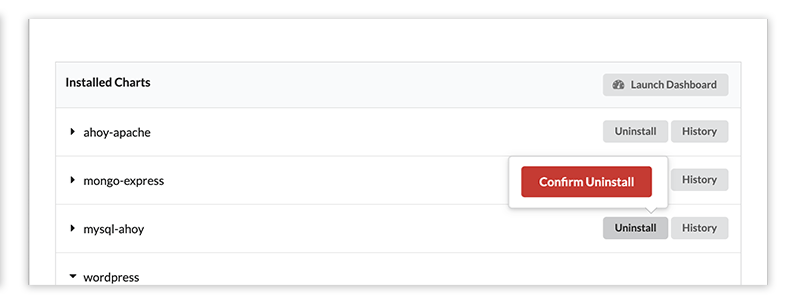 Installed Charts Launch Dashboard
ahoy-apache Uninstall History
mongo-express Confirm Uninstall History
mysql-ahoy Uninstall History
wordpress